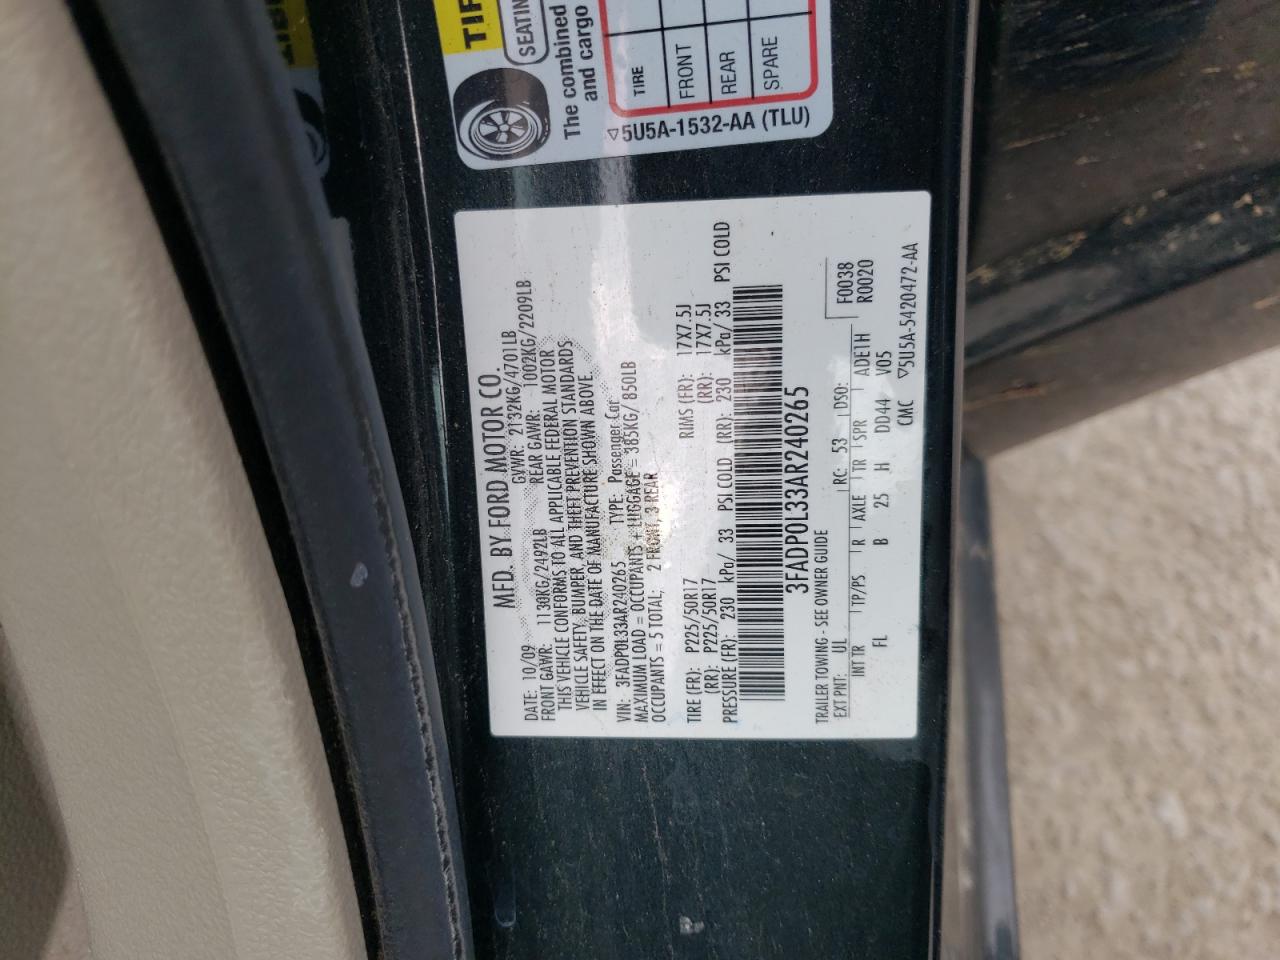 TIR
SEATIN
The combined
and cargo
TIRE
FRONT
REAR
SPARE
▽5U5A-1532-AA (TLU)
MFD. BY FORD MOTOR CO.
DATE: 10/09 GVWR: 2132KG/4701LB
FRONT GAWR: 1130KG/2492LB REAR GAWR: 1002KG/2209LB
THIS VEHICLE CONFORMS TO ALL APPLICABLE FEDERAL MOTOR
VEHICLE SAFETY, BUMPER, AND THEFT PREVENTION STANDARDS
IN EFFECT ON THE DATE OF MANUFACTURE SHOWN ABOVE.
VIN: 3FADP0L33AR240265 TYPE: Passenger Car
MAXIMUM LOAD = OCCUPANTS + LUGGAGE = 385KG/ 850LB
OCCUPANTS = 5 TOTAL; 2 FRONT, 3 REAR
TIRE (FR): P225/50R17 RIMS (FR): 17X7.5J
(RR): P225/50R17 (RR): 17X7.5J
PRESSURE (FR): 230 kPa/ 33 PSI COLD (RR): 230 kPa/ 33 PSI COLD
3FADP0L33AR240265
TRAILER TOWING - SEE OWNER GUIDE
F0038
R0020
EXT PNT: UL RC: 53 DSO:
INT TR TP/PS R AXLE TR SPR ADE1H
FL B 25 H DD44 V05
CMC ▽5U5A-5420472-AA